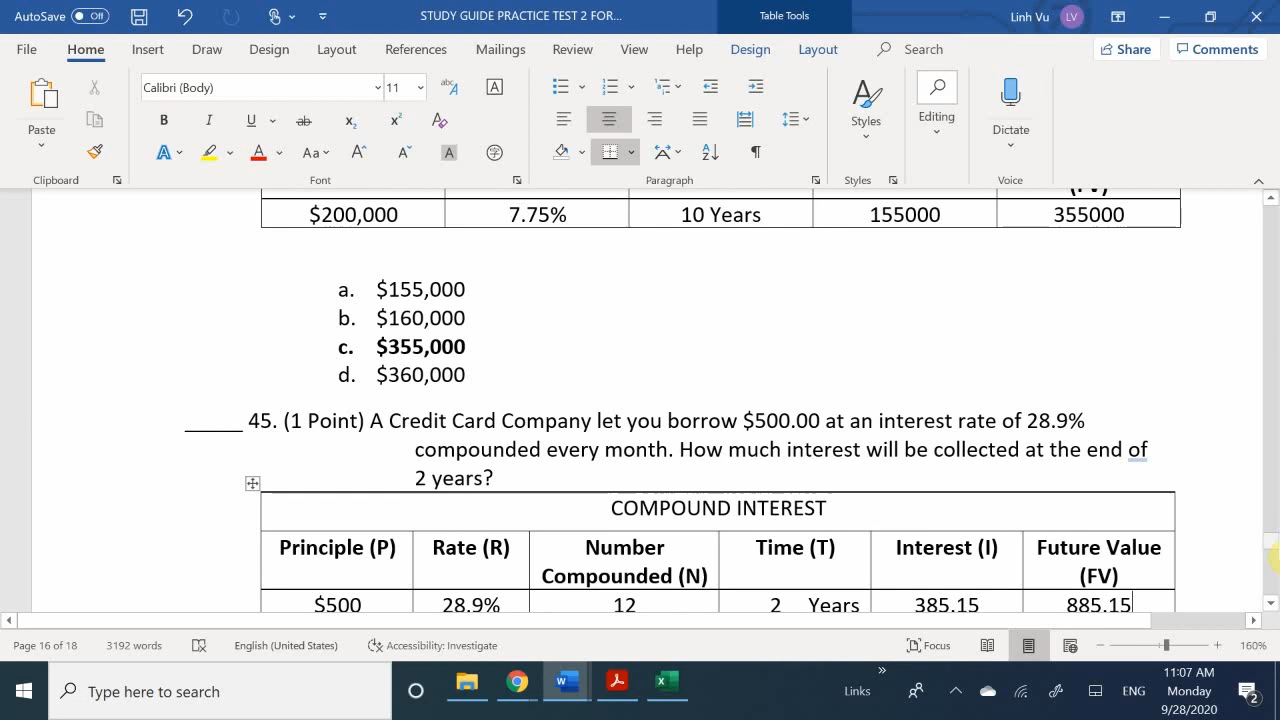 AutoSave Off STUDY GUIDE PRACTICE TEST 2 FOR... Table Tools Linh Vu LV
File Home Insert Draw Design Layout References Mailings Review View Help Design Layout Search Share Comments
Calibri (Body) 11
Paste Styles Editing Dictate
Clipboard Font Paragraph Styles Voice
(FV)
$200,000 7.75% 10 Years 155000 355000
a. $155,000
b. $160,000
c. $355,000
d. $360,000
_____ 45. (1 Point) A Credit Card Company let you borrow $500.00 at an interest rate of 28.9%
compounded every month. How much interest will be collected at the end of
2 years?
COMPOUND INTEREST
Principle (P) Rate (R) Number Time (T) Interest (I) Future Value
Compounded (N) (FV)
$500 28.9% 12 2 Years 385.15 885.15
Page 16 of 18 3192 words English (United States) Accessibility: Investigate Focus 160%
Type here to search Links ENG 11:07 AM
Monday
9/28/2020 2